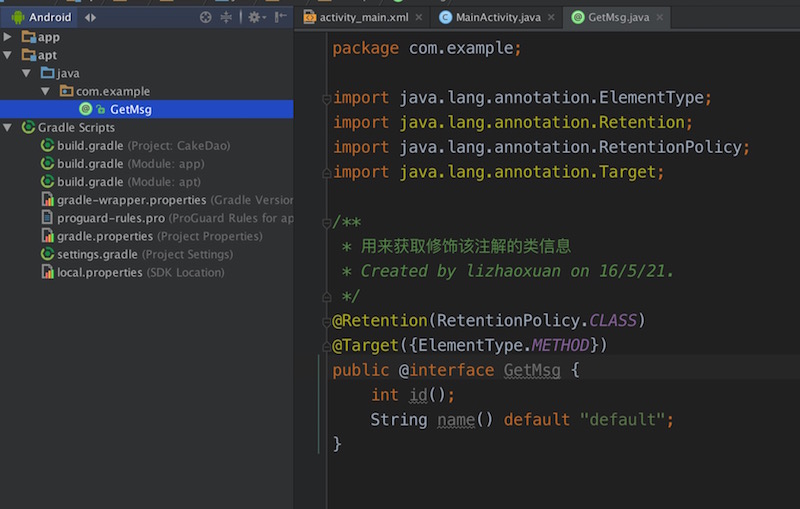 Android
app
apt
java
com.example
GetMsg
Gradle Scripts
build.gradle (Project: CakeDao)
build.gradle (Module: app)
build.gradle (Module: apt)
gradle-wrapper.properties (Gradle Version
proguard-rules.pro (ProGuard Rules for ap
gradle.properties (Project Properties)
settings.gradle (Project Settings)
local.properties (SDK Location)
activity_main.xml × MainActivity.java × GetMsg.java ×
package com.example;
import java.lang.annotation.ElementType;
import java.lang.annotation.Retention;
import java.lang.annotation.RetentionPolicy;
import java.lang.annotation.Target;
/**
* 用来获取修饰该注解的类信息
* Created by lizhaoxuan on 16/5/21.
*/
@Retention(RetentionPolicy.CLASS)
@Target({ElementType.METHOD})
public @interface GetMsg {
int id();
String name() default "default";
}